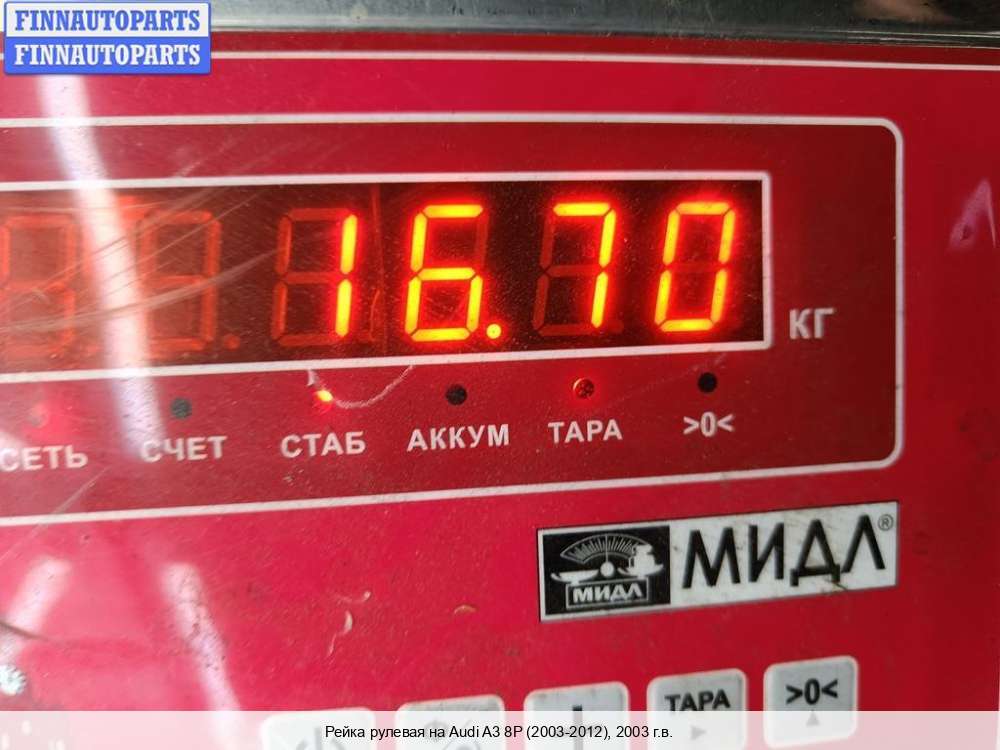 FINNAUTOPARTS
FINNAUTOPARTS
16.70
КГ
СЕТЬ СЧЕТ СТАБ АККУМ ТАРА >0<
МИДЛ МИДЛ®
ТАРА >0<
Рейка рулевая на Audi A3 8P (2003-2012), 2003 г.в.